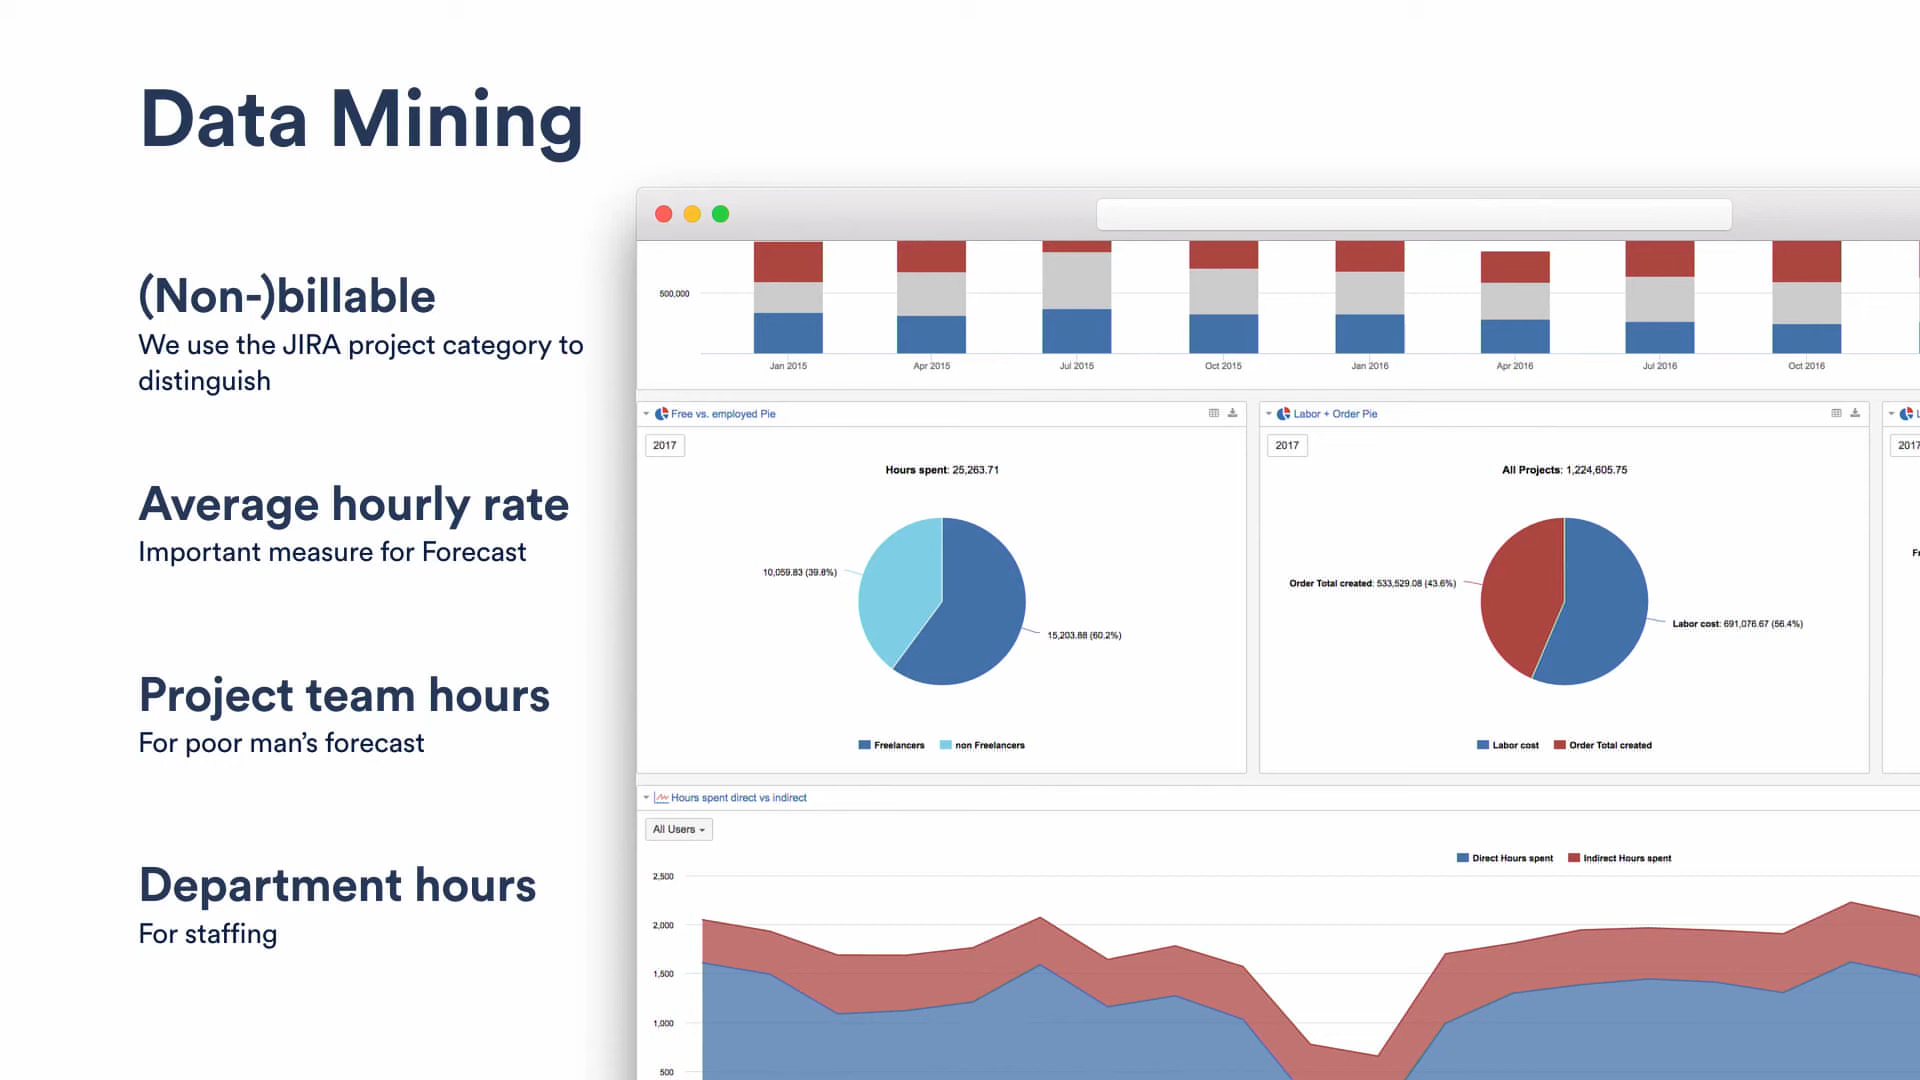 Data Mining
(Non-)billable
We use the JIRA project category to
distinguish
Average hourly rate
Important measure for Forecast
Project team hours
For poor man’s forecast
Department hours
For staffing
500,000
Jan 2015 Apr 2015 Jul 2015 Oct 2015 Jan 2016 Apr 2016 Jul 2016 Oct 2016
Free vs. employed Pie
2017
Hours spent: 25,263.71
10,059.83 (39.8%)
15,203.88 (60.2%)
Freelancers non Freelancers
Labor + Order Pie
2017
All Projects: 1,224,605.75
Order Total created: 533,529.08 (43.6%)
Labor cost: 691,076.67 (56.4%)
Labor cost Order Total created
2017
Hours spent direct vs indirect
All Users
Direct Hours spent Indirect Hours spent
2,500
2,000
1,500
1,000
500